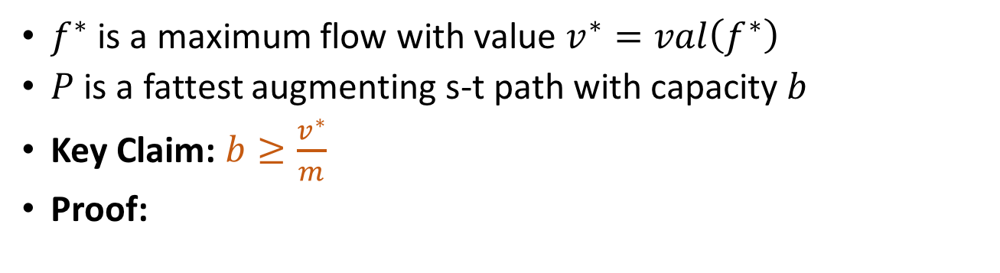 • f* is a maximum flow with value v* = val(f*)
• P is a fattest augmenting s-t path with capacity b
• Key Claim: b ≥ v*/m
• Proof: